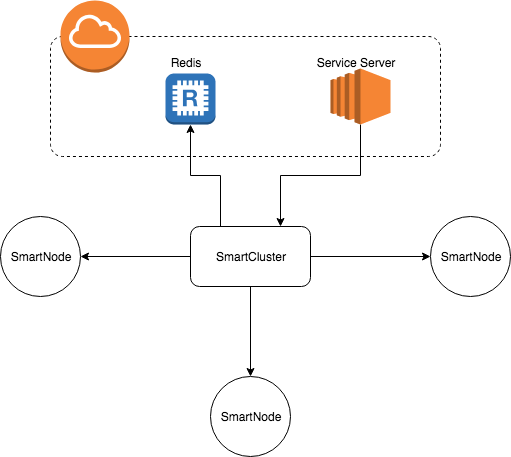 Redis
Service Server
R
SmartNode
SmartCluster
SmartNode
SmartNode